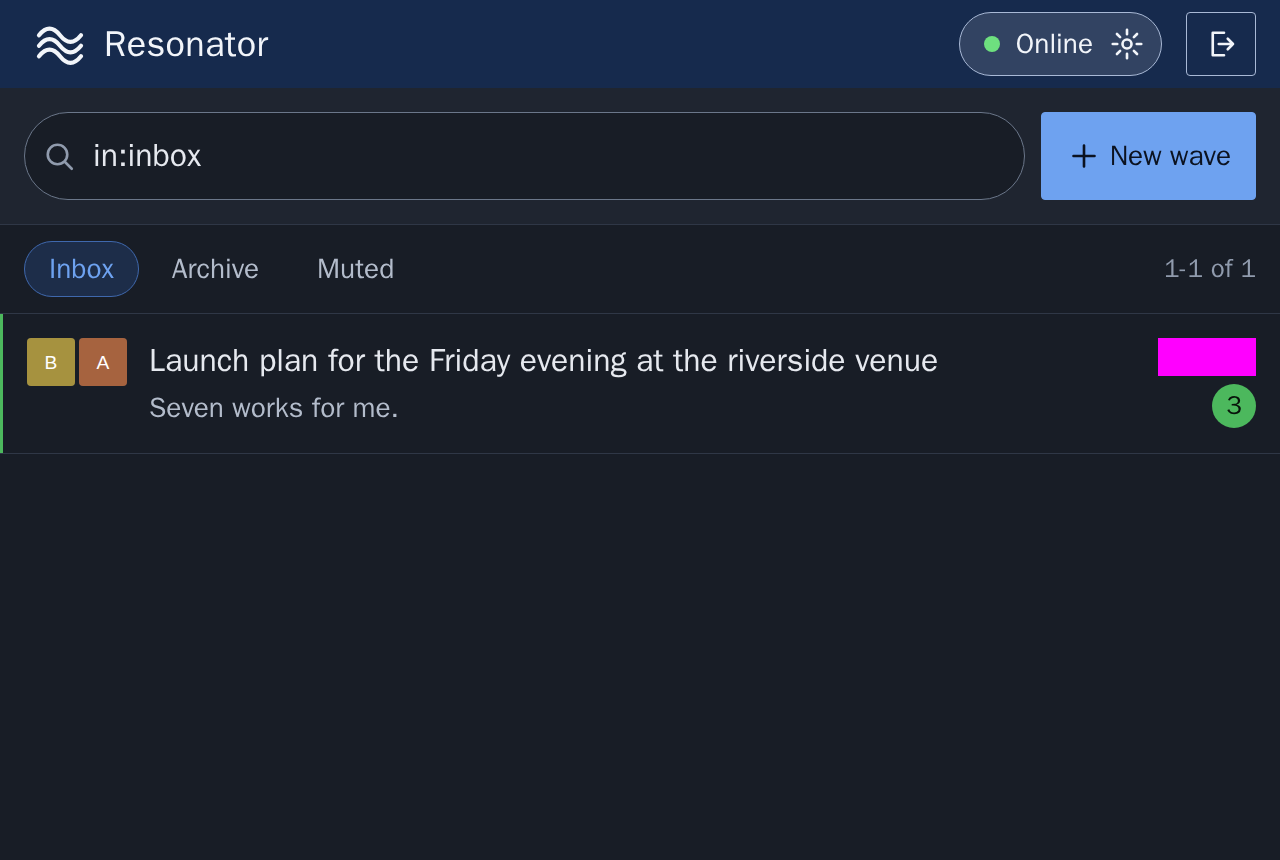 Resonator
Online
in:inbox
New wave
Inbox Archive Muted 1-1 of 1
B A Launch plan for the Friday evening at the riverside venue
Seven works for me. 3